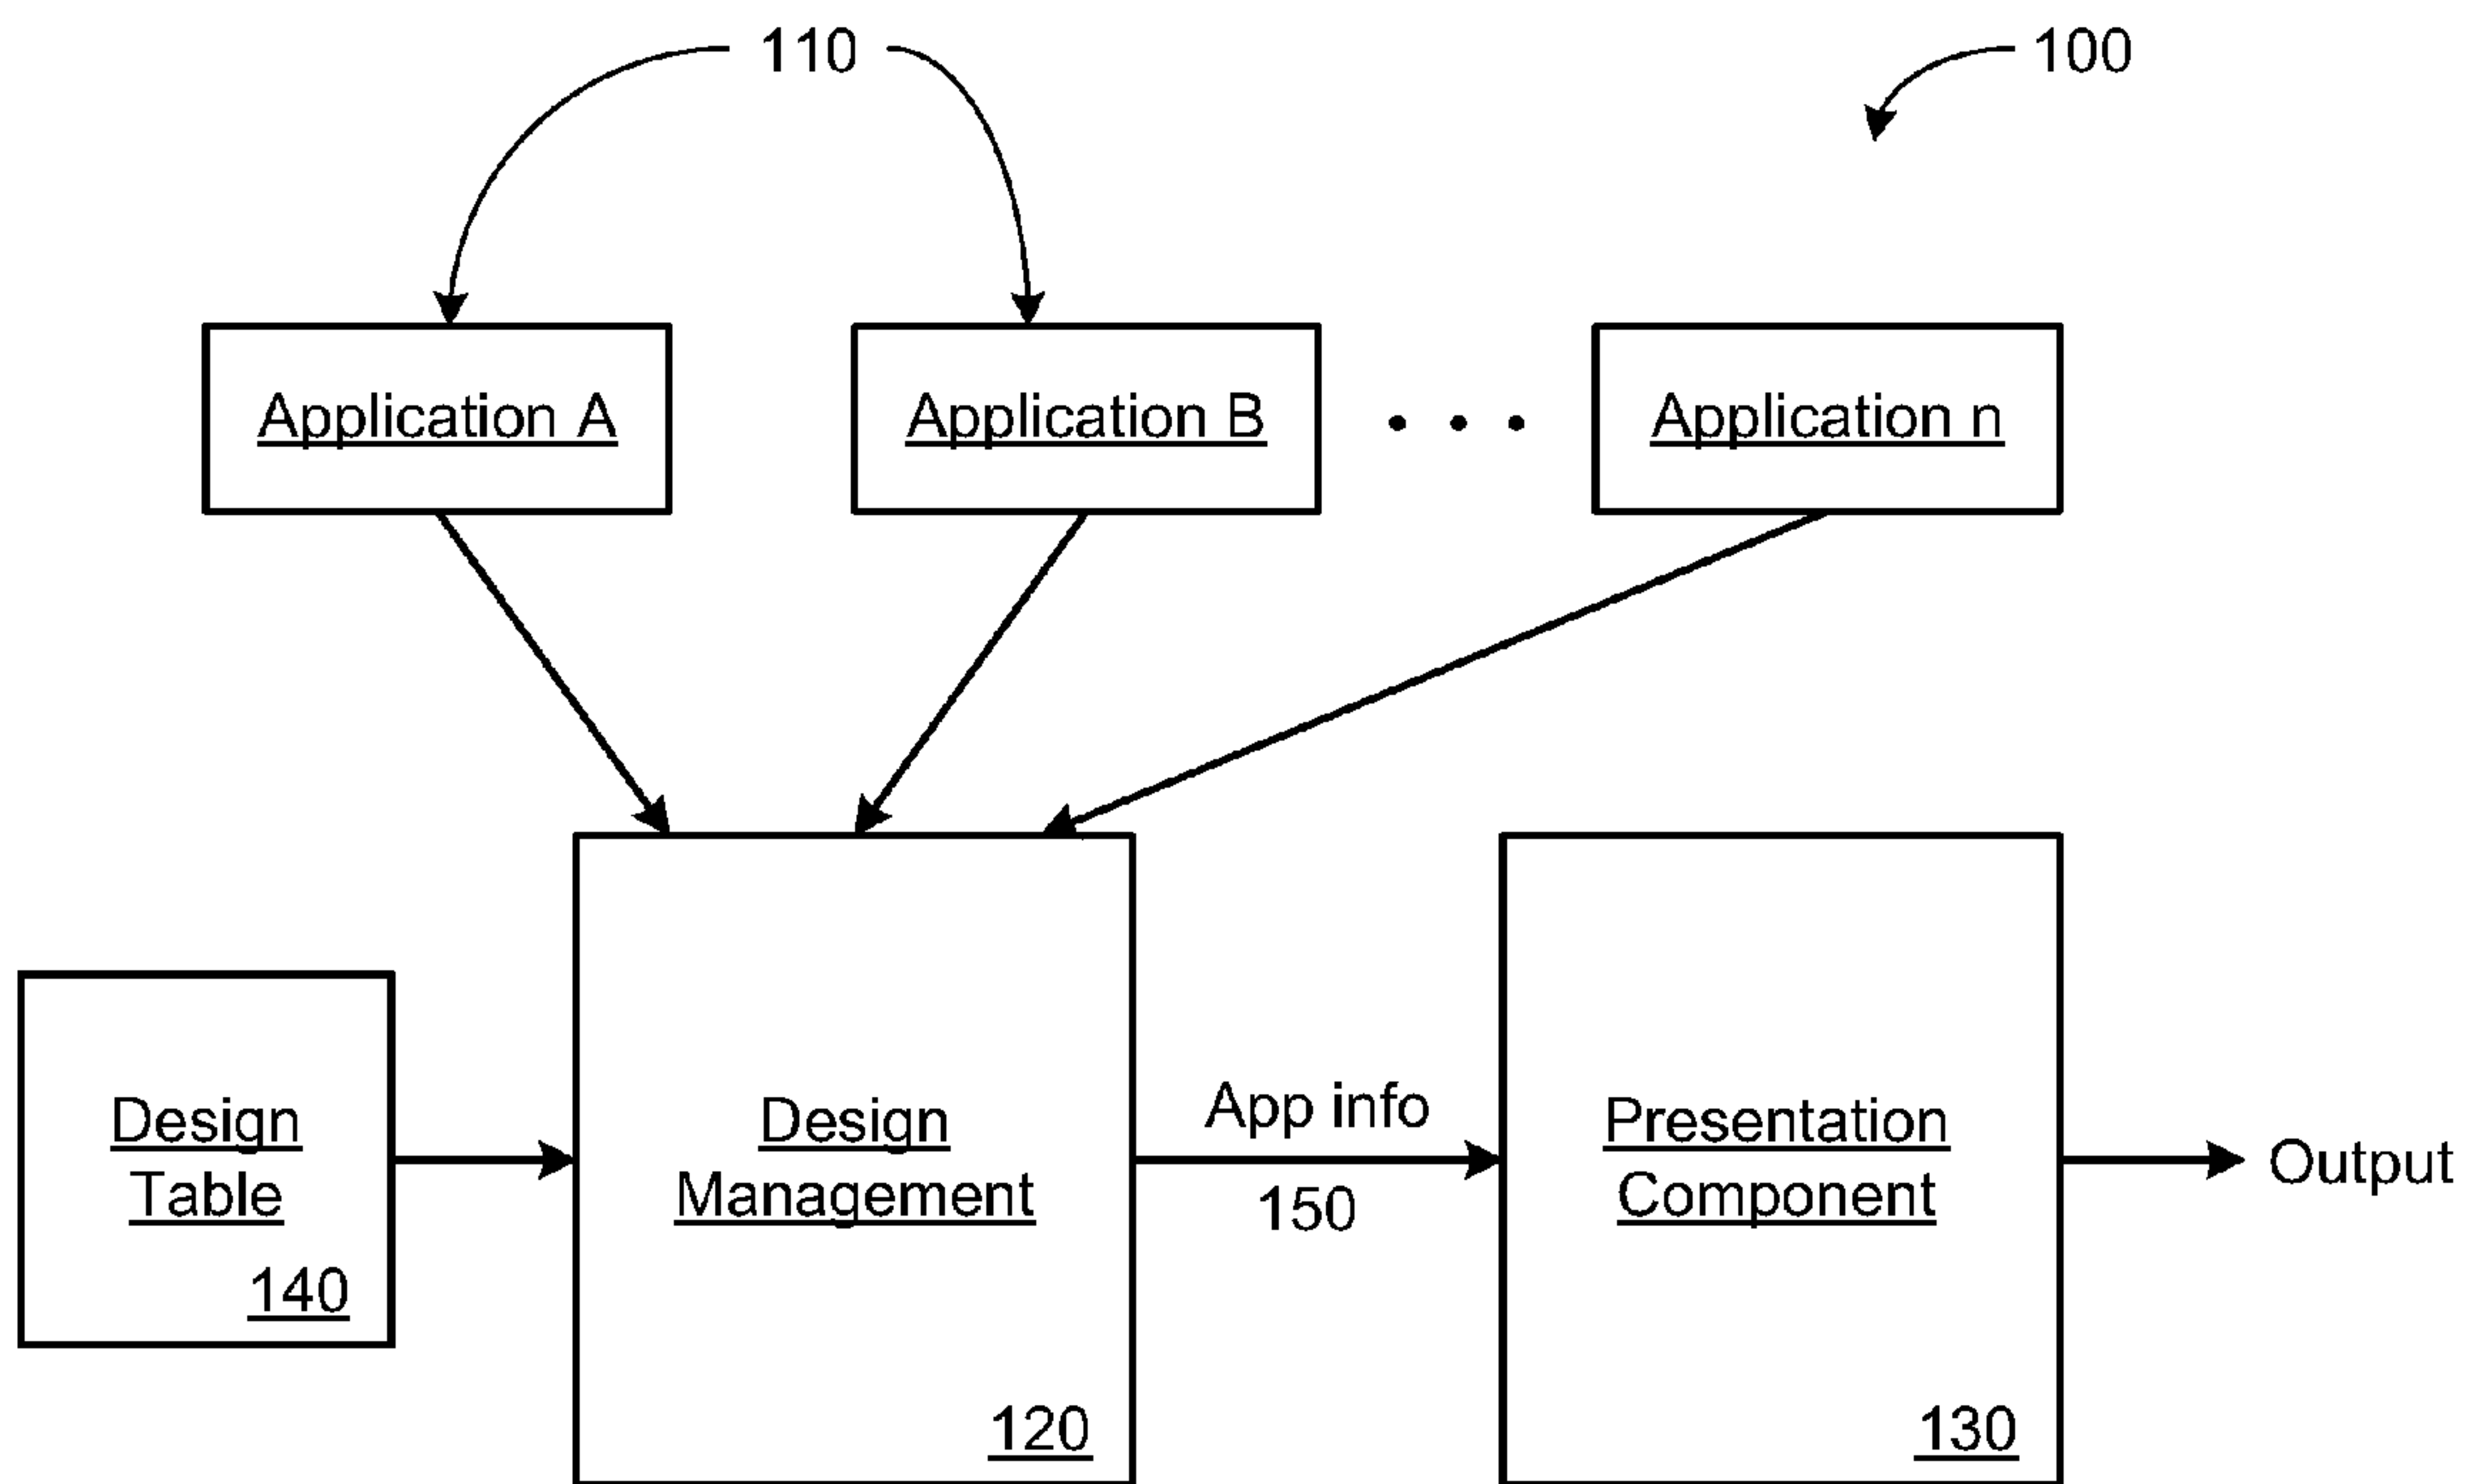 110
100
Application A
Application B
. . .
Application n
Design
Table
140
Design
Management
120
App info
150
Presentation
Component
130
Output